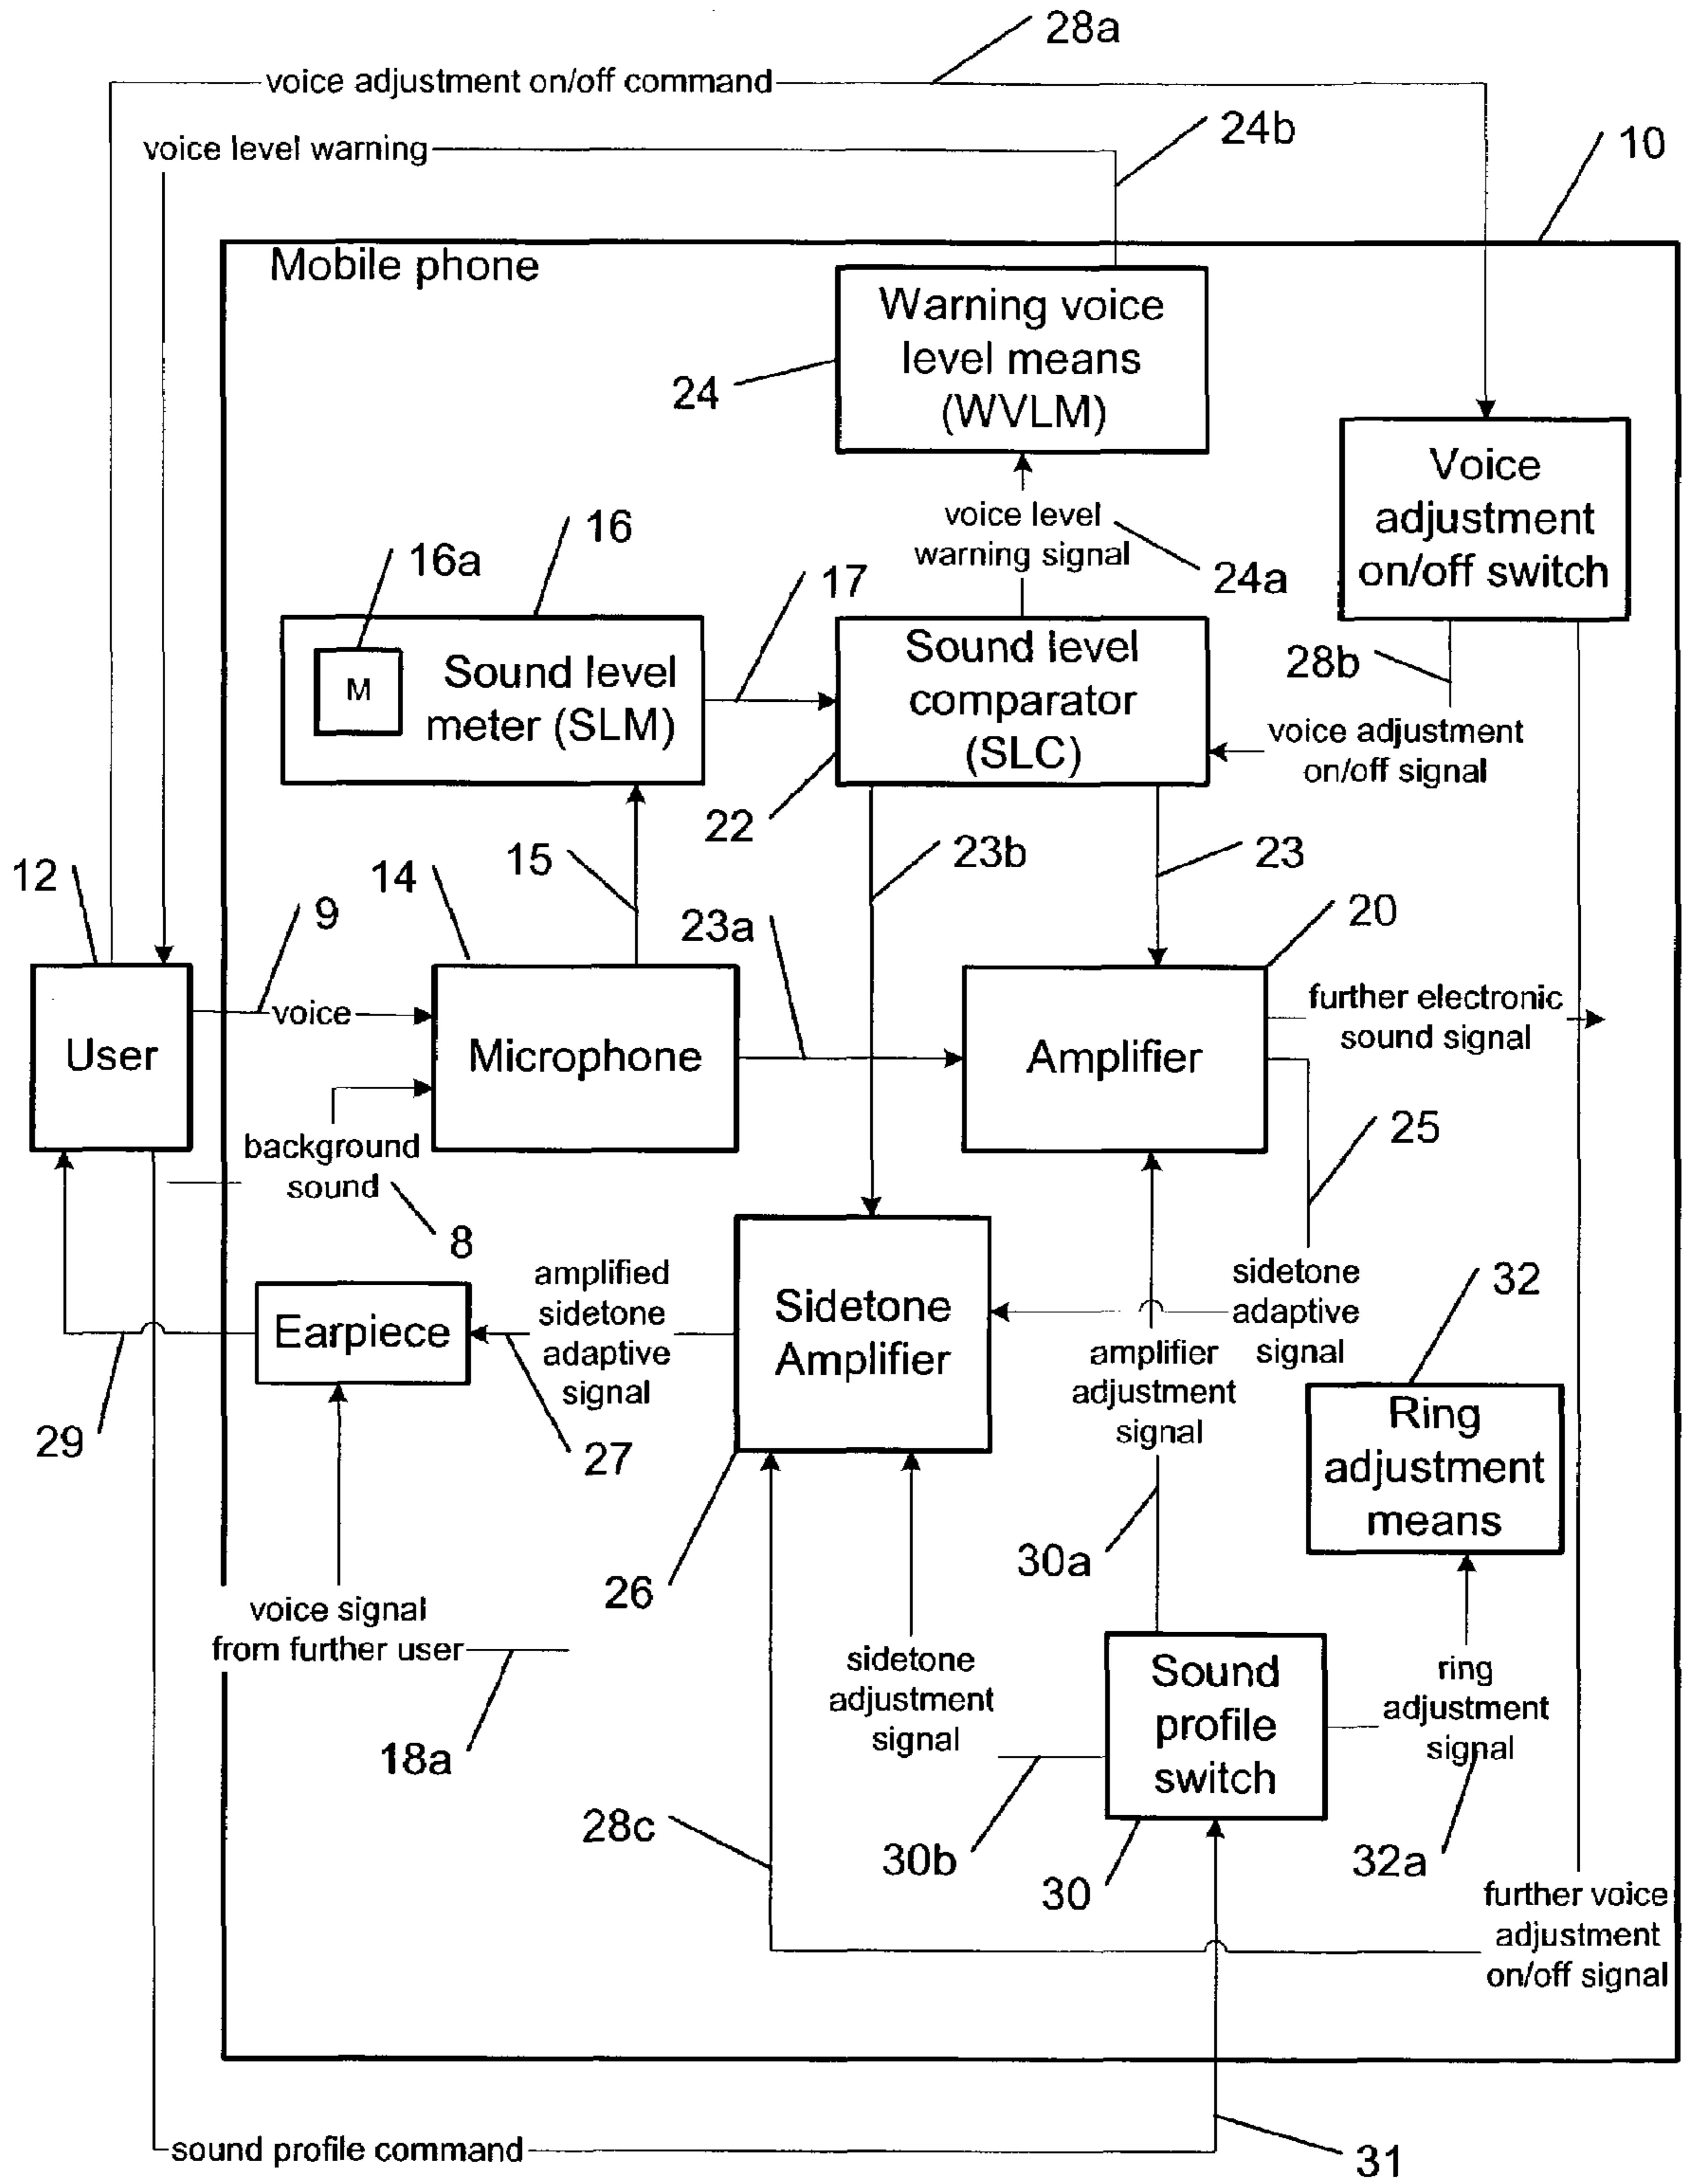 28a
voice adjustment on/off command
24b
voice level warning
10
Mobile phone
Warning voice
level means
(WVLM)
24
Voice
adjustment
on/off switch
voice level
warning signal
16
16a
17
24a
M
Sound level
meter (SLM)
Sound level
comparator
(SLC)
28b
voice adjustment
on/off signal
22
12
9
14
15
23a
23b
23
20
User
voice
Microphone
Amplifier
further electronic
sound signal
background
sound
8
25
Earpiece
amplified
sidetone
adaptive
signal
Sidetone
Amplifier
sidetone
adaptive
signal
32
amplifier
adjustment
signal
Ring
adjustment
means
29
27
26
30a
voice signal
from further user
18a
sidetone
adjustment
signal
Sound
profile
switch
ring
adjustment
signal
28c
30b
30
32a
further voice
adjustment
on/off signal
sound profile command
31